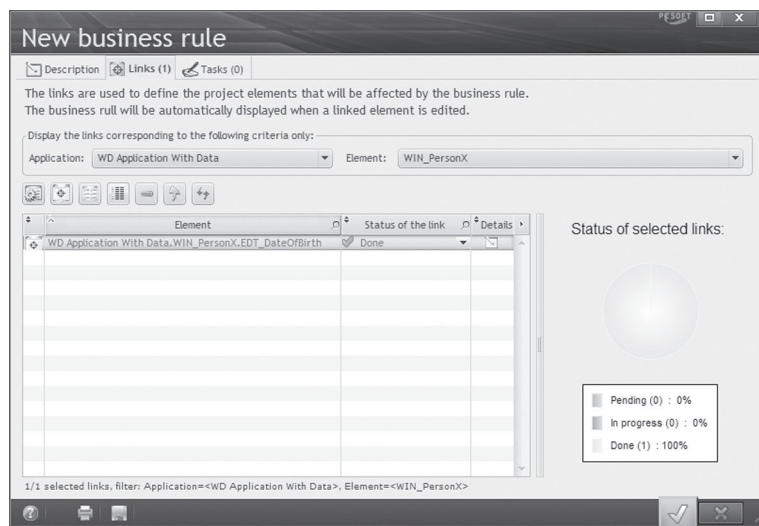 PCSOFT
New business rule
Description Links (1) Tasks (0)
The links are used to define the project elements that will be affected by the business rule.
The business rull will be automatically displayed when a linked element is edited.
Display the links corresponding to the following criteria only:
Application: WD Application With Data Element: WIN_PersonX
Element Status of the link Details
WD Application With Data.WIN_PersonX.EDT_DateOfBirth Done
Status of selected links:
Pending (0) : 0%
In progress (0) : 0%
Done (1) : 100%
1/1 selected links, filter: Application=<WD Application With Data>, Element=<WIN_PersonX>